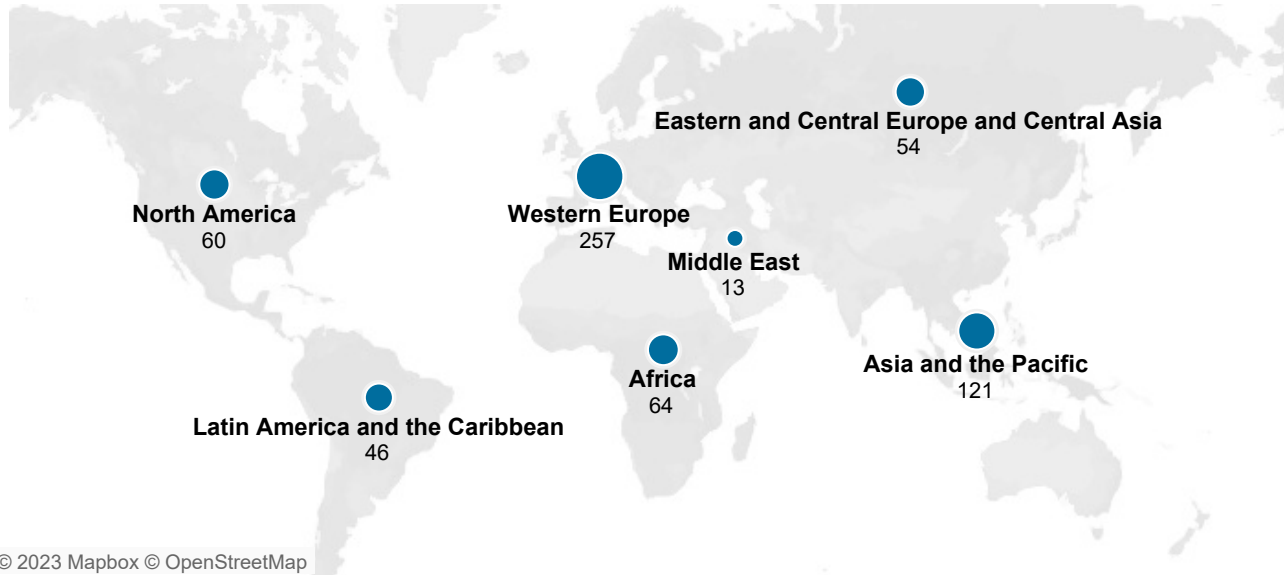 Eastern and Central Europe and Central Asia
54
North America
60
Western Europe
257
Middle East
13
Asia and the Pacific
121
Africa
64
Latin America and the Caribbean
46
© 2023 Mapbox © OpenStreetMap